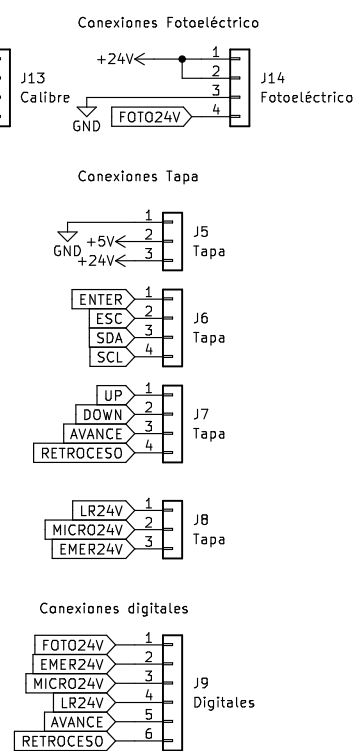 Conexiones Fotoeléctrico
+24V
1
2
3
4
GND
FOTO24V
J14
Fotoeléctrico
J13
Calibre
Conexiones Tapa
1
2
3
GND
+5V
+24V
J5
Tapa
ENTER 1
ESC 2
SDA 3
SCL 4
J6
Tapa
UP 1
DOWN 2
AVANCE 3
RETROCESO 4
J7
Tapa
LR24V 1
MICRO24V 2
EMER24V 3
J8
Tapa
Conexiones digitales
FOTO24V 1
EMER24V 2
MICRO24V 3
LR24V 4
AVANCE 5
RETROCESO 6
J9
Digitales